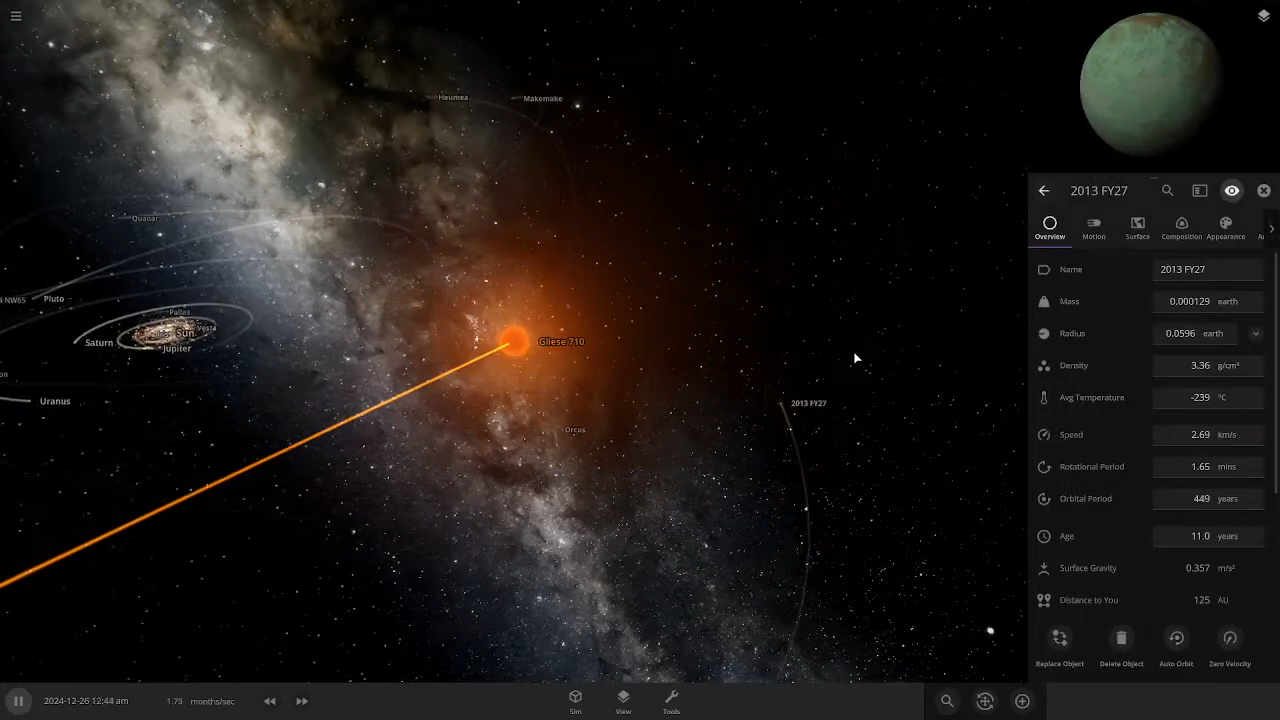 Haumea
Makemake
Quaoar
Pluto
Pallas
Vesta
Sun
Saturn
Jupiter
Uranus
Gliese 710
Orcus
2013 FY27
2024-12-26 12:44 am
1.75 months/sec
Sim
View
Tools
2013 FY27
Overview
Motion
Surface
Composition
Appearance
Name 2013 FY27
Mass 0.000129 earth
Radius 0.0596 earth
Density 3.36 g/cm³
Avg Temperature -239 °C
Speed 2.69 km/s
Rotational Period 1.65 mins
Orbital Period 449 years
Age 11.0 years
Surface Gravity 0.357 m/s²
Distance to You 125 AU
Replace Object
Delete Object
Auto Orbit
Zero Velocity